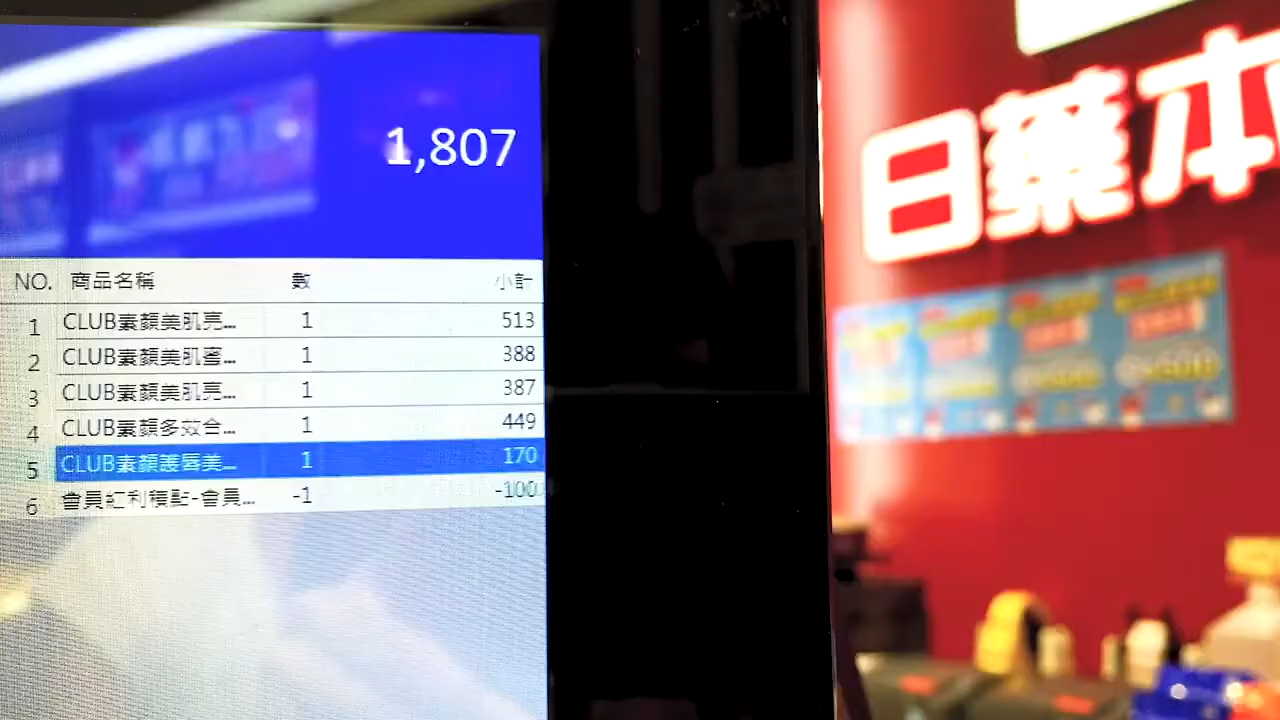 1,807
NO. 商品名稱 數 小計
1 CLUB素顏美肌亮... 1 513
2 CLUB素顏美肌蜜... 1 388
3 CLUB素顏美肌亮... 1 387
4 CLUB素顏多效合... 1 449
5 CLUB素顏護唇美... 1 170
6 會員紅利積點-會員... -1 -100
日藥本